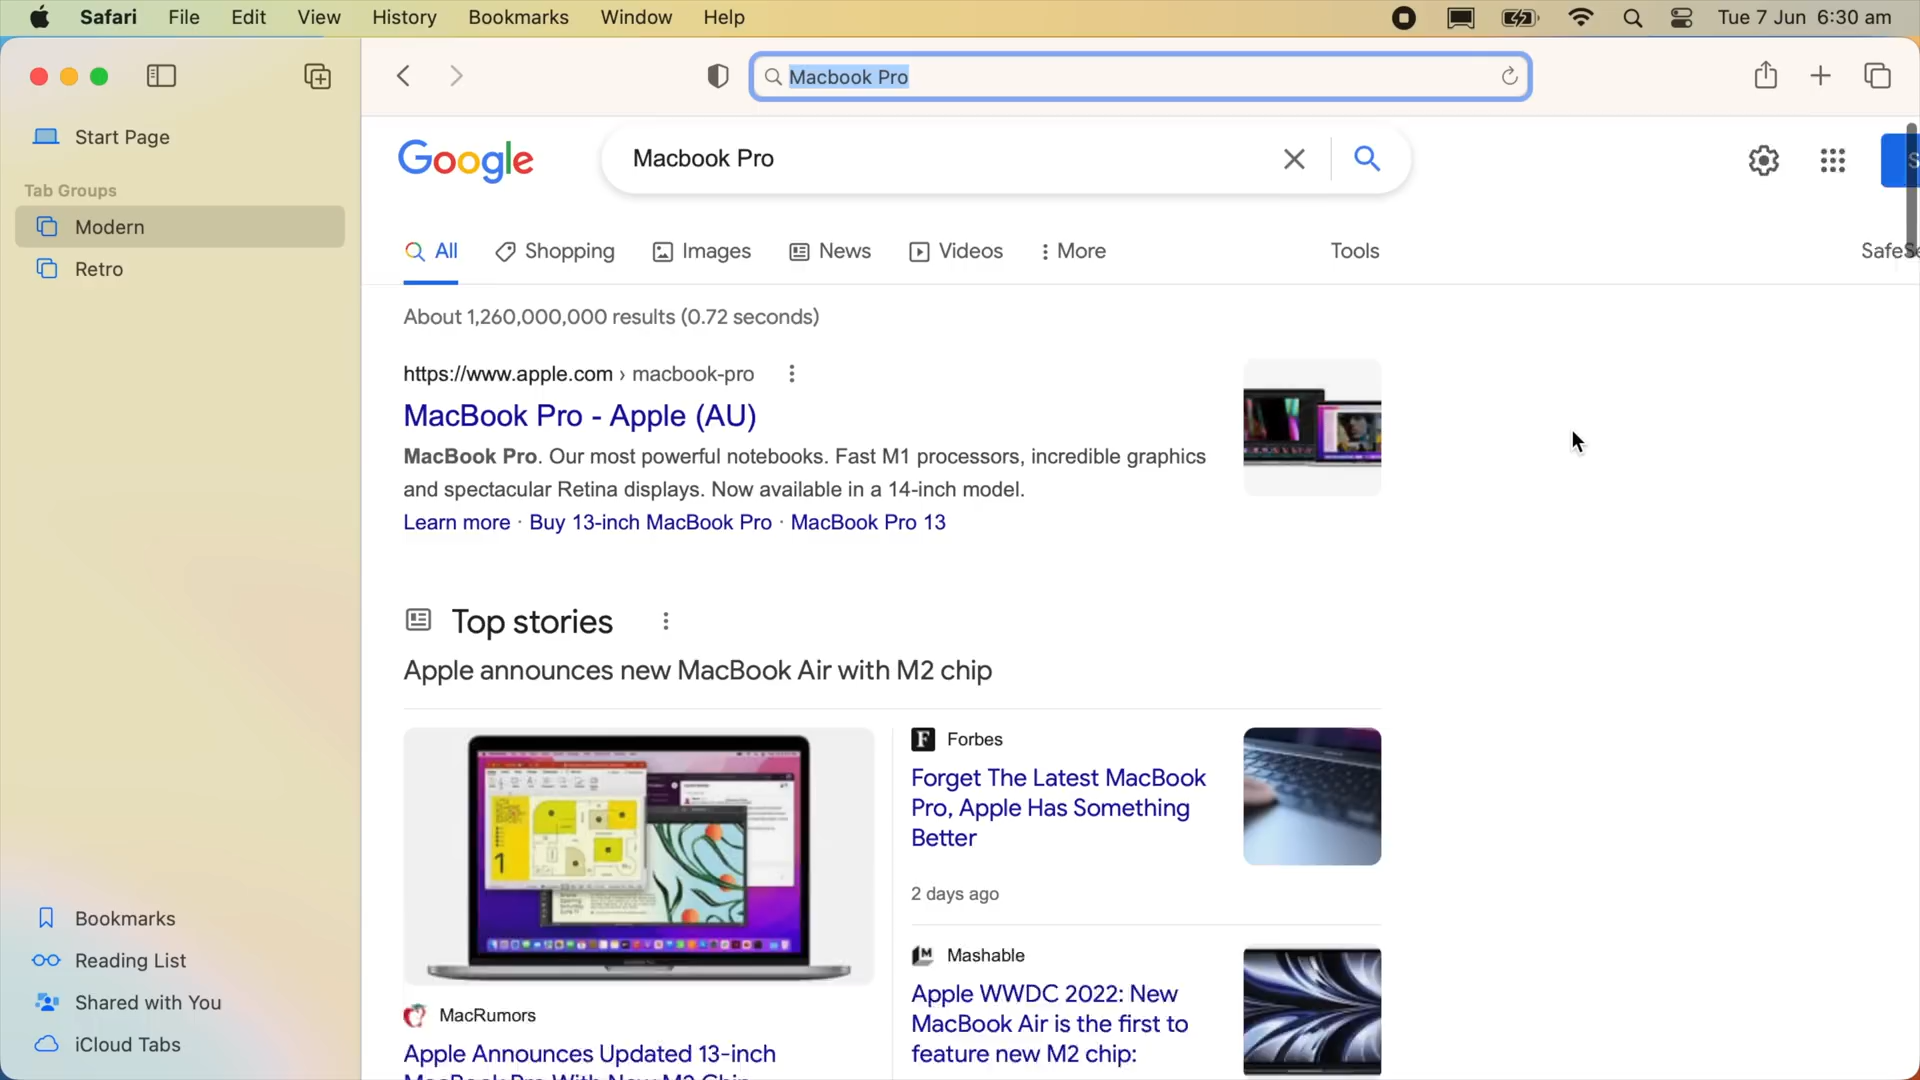 Safari File Edit View History Bookmarks Window Help Tue 7 Jun 6:30 am
Macbook Pro
Start Page
Tab Groups
Modern
Retro
Bookmarks
Reading List
Shared with You
iCloud Tabs
Google Macbook Pro
All Shopping Images News Videos More Tools
About 1,260,000,000 results (0.72 seconds)
https://www.apple.com › macbook-pro
MacBook Pro - Apple (AU)
MacBook Pro. Our most powerful notebooks. Fast M1 processors, incredible graphics
and spectacular Retina displays. Now available in a 14-inch model.
Learn more · Buy 13-inch MacBook Pro · MacBook Pro 13
Top stories
Apple announces new MacBook Air with M2 chip
MacRumors
Apple Announces Updated 13-inch
MacBook Pro With New M2 Chip
Forbes
Forget The Latest MacBook
Pro, Apple Has Something
Better
2 days ago
Mashable
Apple WWDC 2022: New
MacBook Air is the first to
feature new M2 chip: